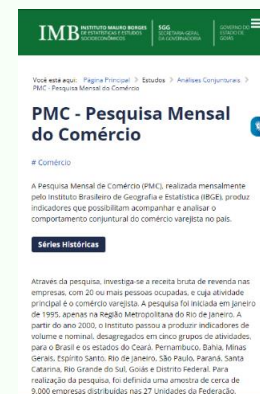 IMB INSTITUTO MAURO BORGES
DE ESTATÍSTICAS E ESTUDOS
SOCIOECONÔMICOS
SGG
SECRETARIA-GERAL
DA GOVERNADORIA
GOVERNO DO
ESTADO DE
GOIÁS
Você está aqui: Página Principal > Estudos > Análises Conjunturais >
PMC - Pesquisa Mensal do Comércio
PMC - Pesquisa Mensal
do Comércio
# Comércio
A Pesquisa Mensal de Comércio (PMC), realizada mensalmente
pelo Instituto Brasileiro de Geografia e Estatística (IBGE), produz
indicadores que possibilitam acompanhar e analisar o
comportamento conjuntural do comércio varejista no país.
Séries Históricas
Através da pesquisa, investiga-se a receita bruta de revenda nas
empresas, com 20 ou mais pessoas ocupadas, e cuja atividade
principal é o comércio varejista. A pesquisa foi iniciada em janeiro
de 1995, apenas na Região Metropolitana do Rio de Janeiro. A
partir do ano 2000, o Instituto passou a produzir indicadores de
volume e nominal, desagregados em cinco grupos de atividades,
para o Brasil e os estados do Ceará, Pernambuco, Bahia, Minas
Gerais, Espírito Santo, Rio de Janeiro, São Paulo, Paraná, Santa
Catarina, Rio Grande do Sul, Goiás e Distrito Federal. Para
realização da pesquisa, foi definida uma amostra de cerca de
9.000 empresas distribuídas nas 27 Unidades da Federação.